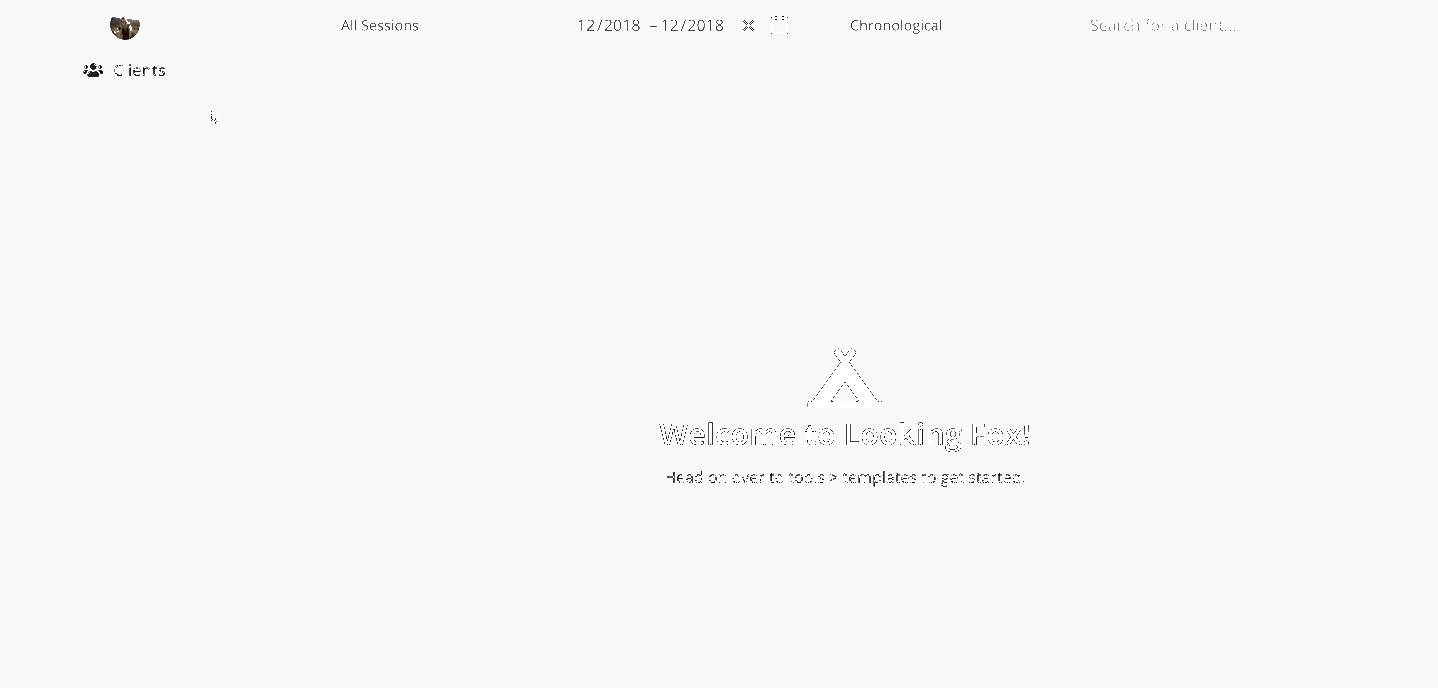 All Sessions
12/2018 – 12/2018
Chronological
Search for a client...
Clients
Welcome to Looking Fox!
Head on over to tools > templates to get started.